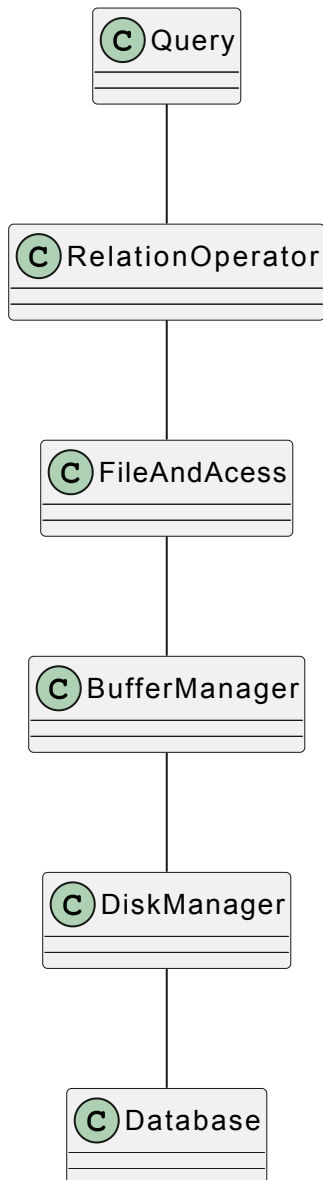 C Query
C RelationOperator
C FileAndAcess
C BufferManager
C DiskManager
C Database